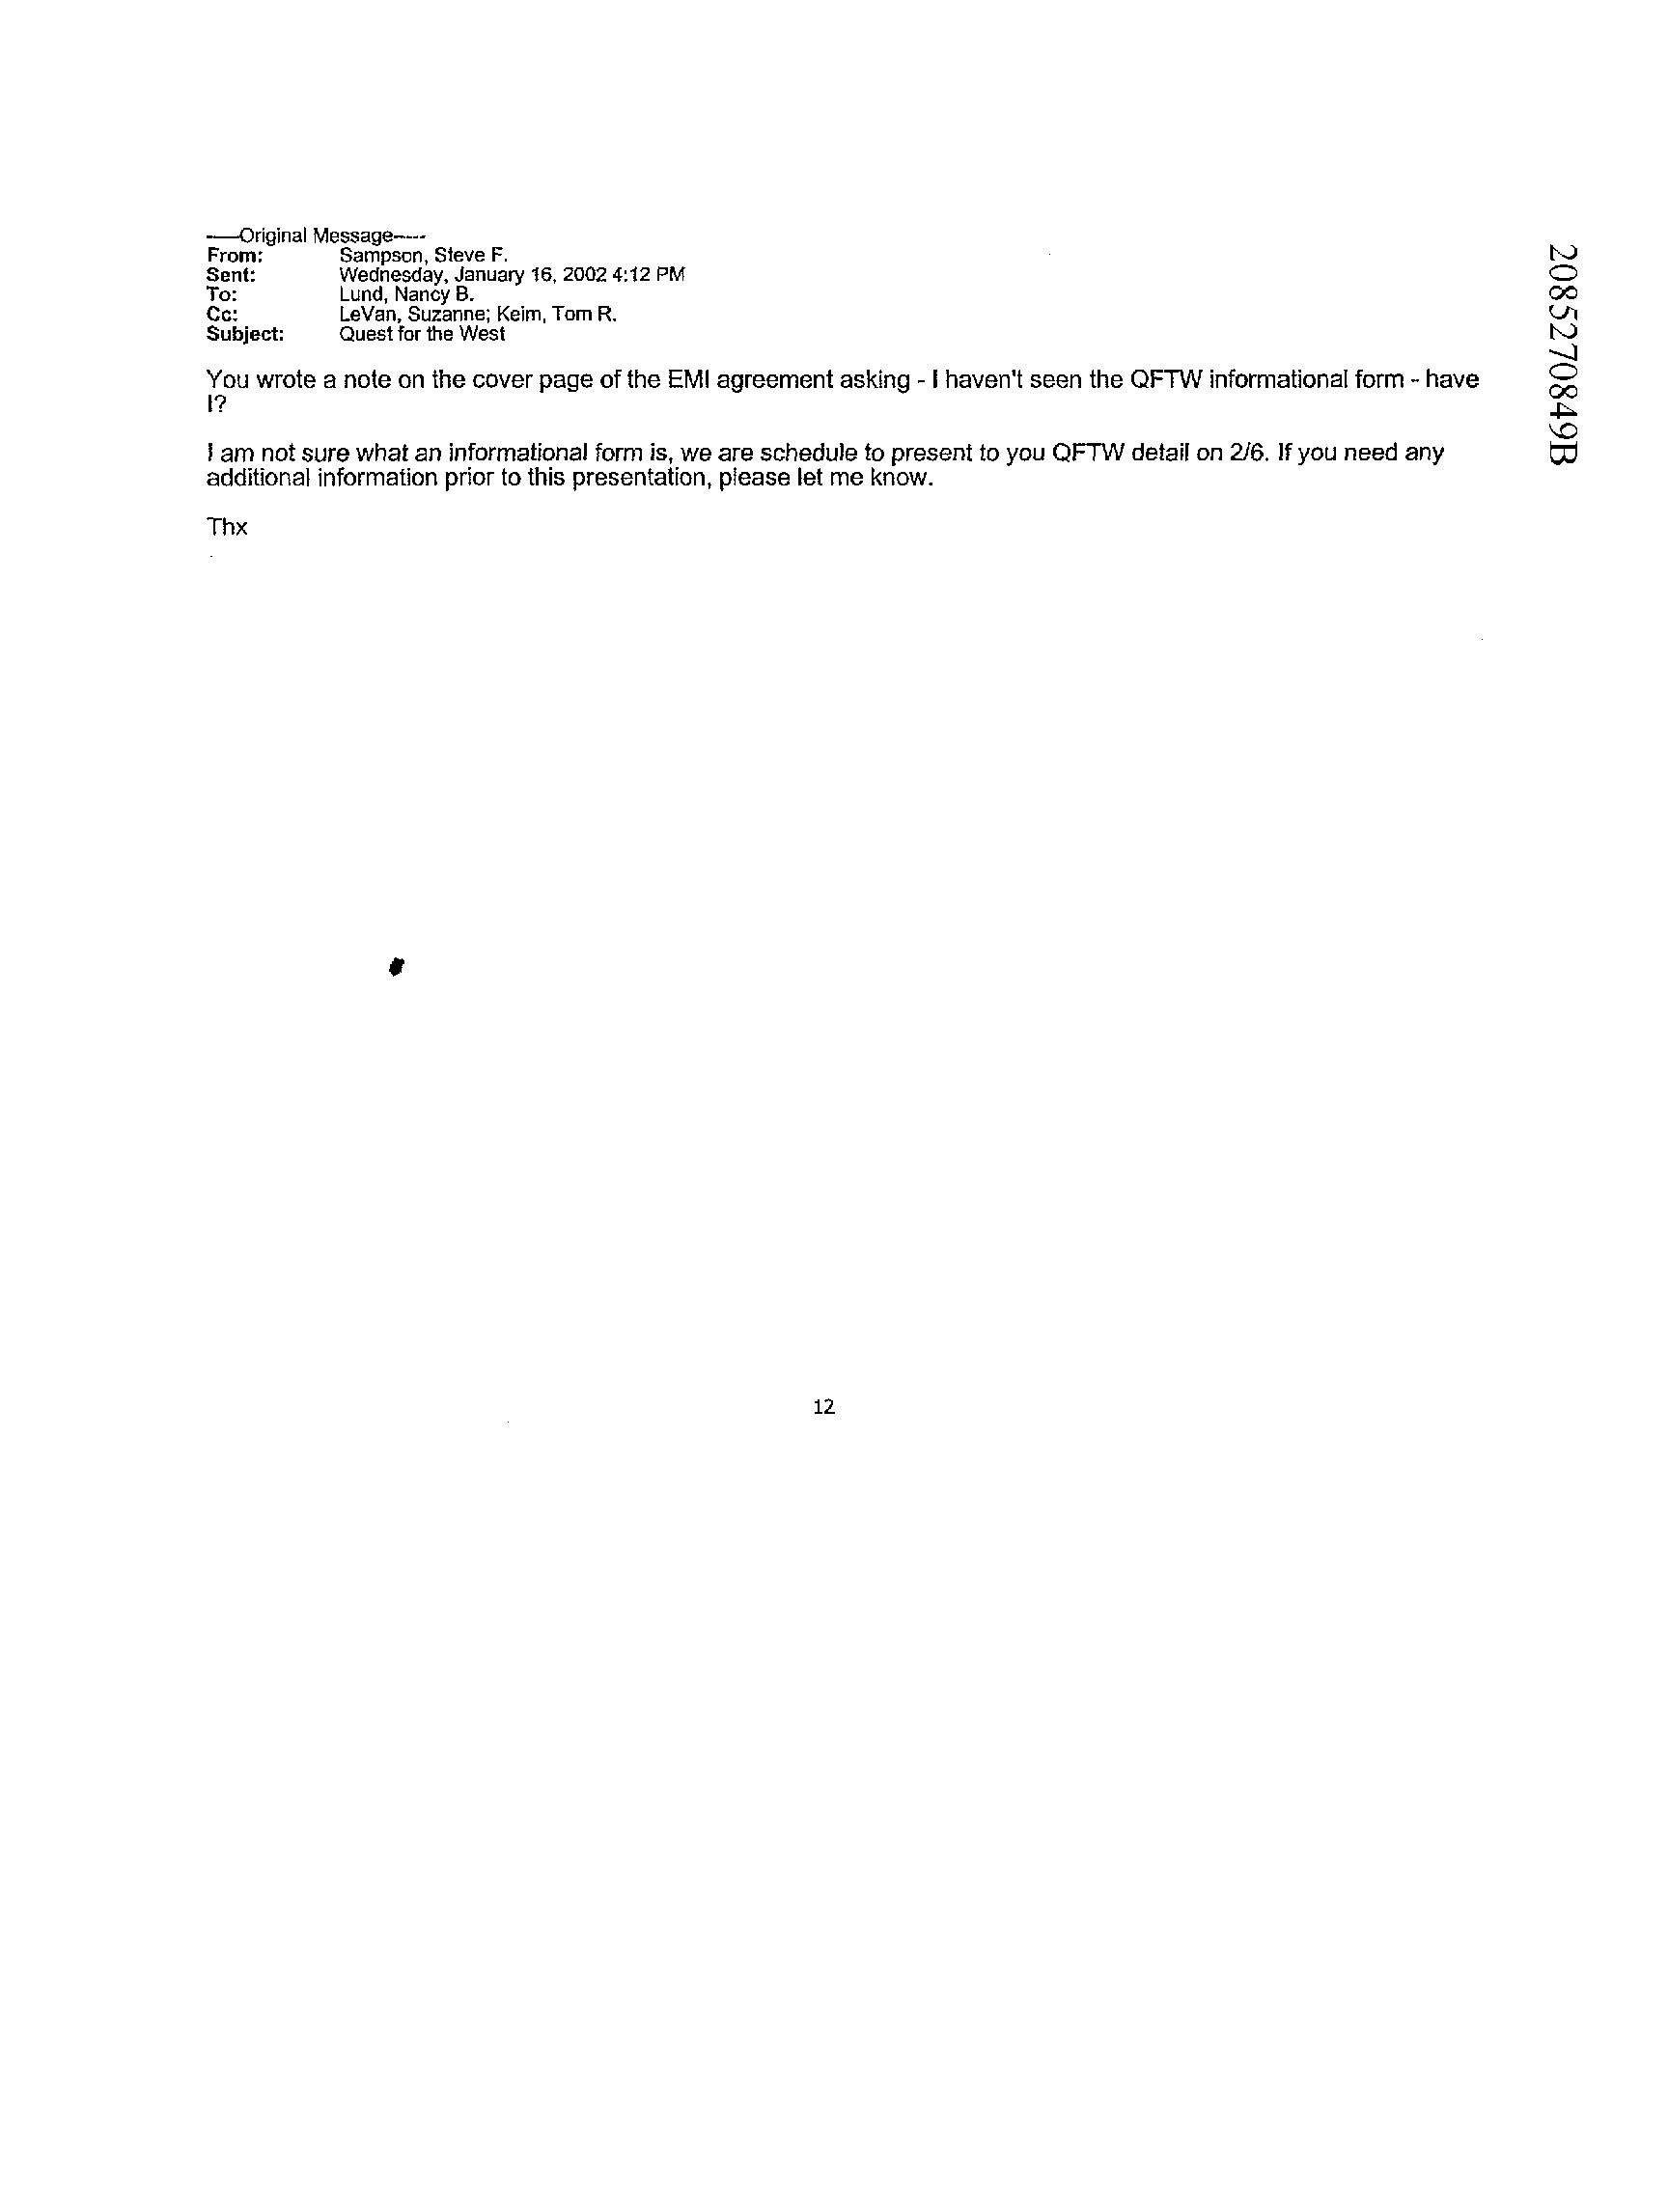 -----Original Message-----
From: Sampson, Steve F.
Sent: Wednesday, January 16, 2002 4:12 PM
To: Lund, Nancy B.
Cc: LeVan, Suzanne; Keim, Tom R.
Subject: Quest for the West
You wrote a note on the cover page of the EMI agreement asking - I haven't seen the QFTW informational form - have
I?
I am not sure what an informational form is, we are schedule to present to you QFTW detail on 2/6. If you need any
additional information prior to this presentation, please let me know.
Thx
12
2085270849B